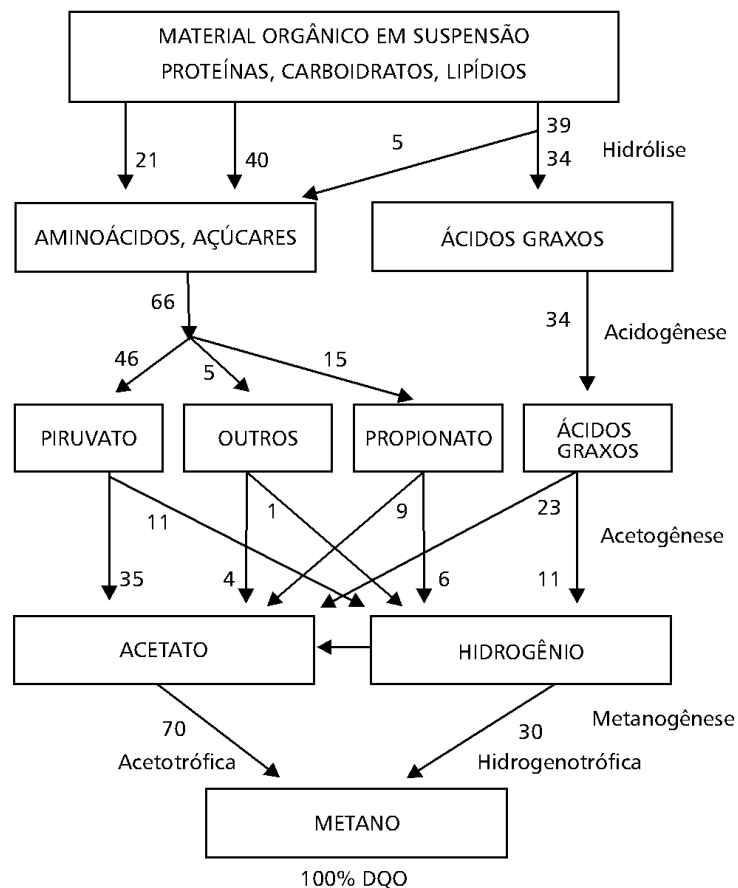 MATERIAL ORGÂNICO EM SUSPENSÃO
PROTEÍNAS, CARBOIDRATOS, LIPÍDIOS
21
40
5
39
34
Hidrólise
AMINOÁCIDOS, AÇÚCARES
ÁCIDOS GRAXOS
66
34
Acidogênese
46
5
15
PIRUVATO
OUTROS
PROPIONATO
ÁCIDOS
GRAXOS
11
1
9
23
Acetogênese
35
4
6
11
ACETATO
HIDROGÊNIO
Metanogênese
70
30
Acetotrófica
Hidrogenotrófica
METANO
100% DQO